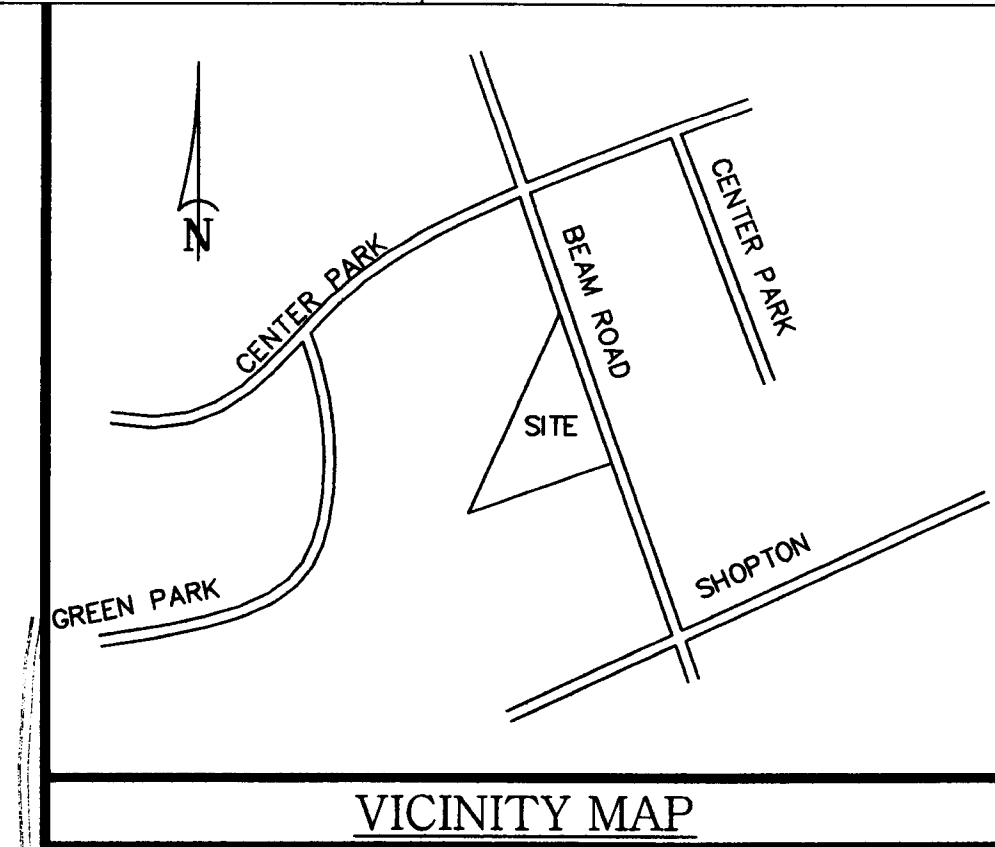 N
CENTER PARK
BEAM ROAD
CENTER PARK
SITE
GREEN PARK
SHOPTON
VICINITY MAP